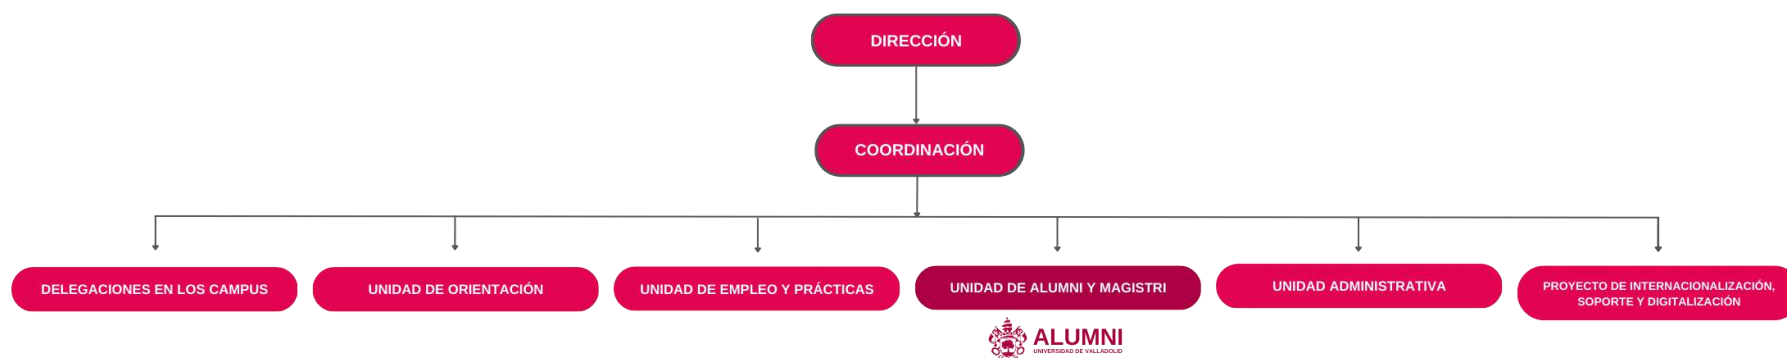 DIRECCIÓN
COORDINACIÓN
DELEGACIONES EN LOS CAMPUS
UNIDAD DE ORIENTACIÓN
UNIDAD DE EMPLEO Y PRÁCTICAS
UNIDAD DE ALUMNI Y MAGISTRI
UNIDAD ADMINISTRATIVA
PROYECTO DE INTERNACIONALIZACIÓN,
SOPORTE Y DIGITALIZACIÓN
ALUMNI
UNIVERSIDAD DE VALLADOLID